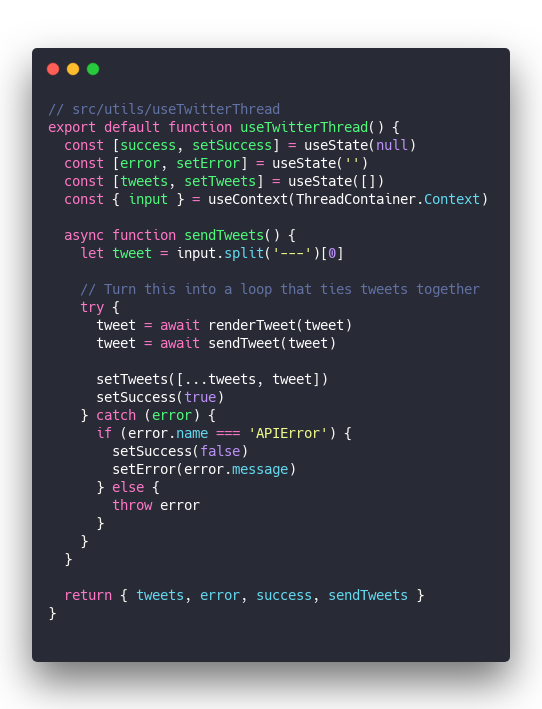 // src/utils/useTwitterThread
export default function useTwitterThread() {
  const [success, setSuccess] = useState(null)
  const [error, setError] = useState('')
  const [tweets, setTweets] = useState([])
  const { input } = useContext(ThreadContainer.Context)

  async function sendTweets() {
    let tweet = input.split('---')[0]

    // Turn this into a loop that ties tweets together
    try {
      tweet = await renderTweet(tweet)
      tweet = await sendTweet(tweet)

      setTweets([...tweets, tweet])
      setSuccess(true)
    } catch (error) {
      if (error.name === 'APIError') {
        setSuccess(false)
        setError(error.message)
      } else {
        throw error
      }
    }
  }

  return { tweets, error, success, sendTweets }
}